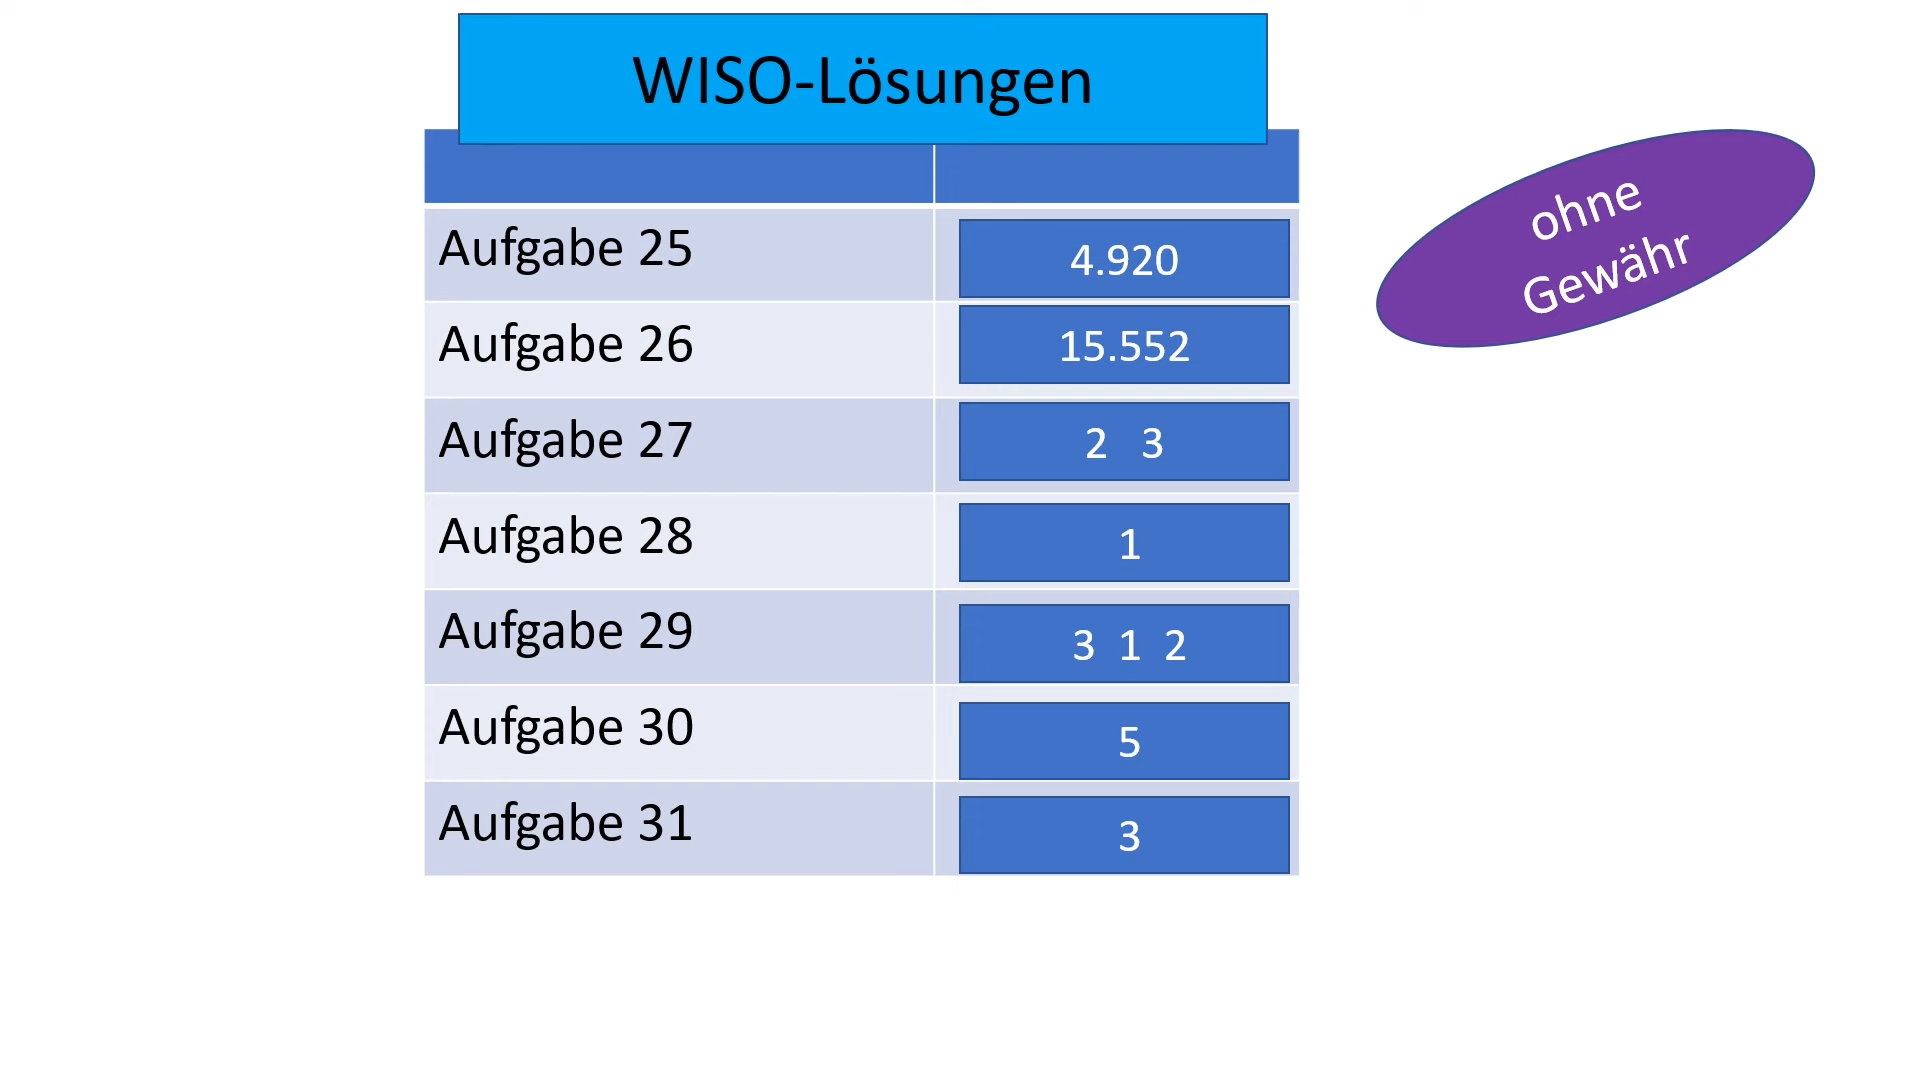 WISO-Lösungen
ohne
Gewähr
Aufgabe 25 4.920
Aufgabe 26 15.552
Aufgabe 27 2 3
Aufgabe 28 1
Aufgabe 29 3 1 2
Aufgabe 30 5
Aufgabe 31 3